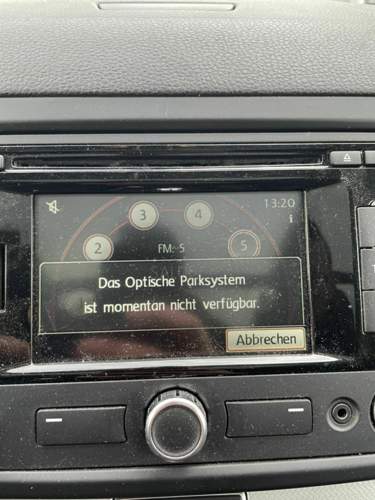 13:20
3 4
i
2 5
FM: 5
Das Optische Parksystem
ist momentan nicht verfügbar.
Abbrechen